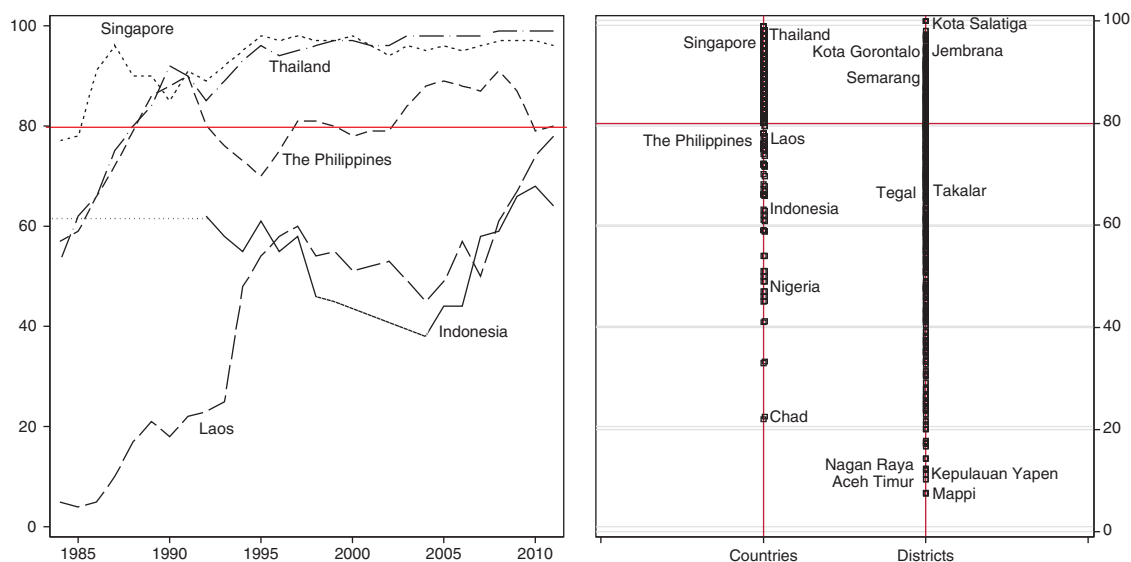 100
80
60
40
20
0
1985 1990 1995 2000 2005 2010
Singapore
Thailand
The Philippines
Indonesia
Laos
100
80
60
40
20
0
Countries Districts
Singapore
Thailand
The Philippines
Laos
Indonesia
Nigeria
Chad
Kota Salatiga
Kota Gorontalo
Jembrana
Semarang
Tegal
Takalar
Nagan Raya
Aceh Timur
Kepulauan Yapen
Mappi